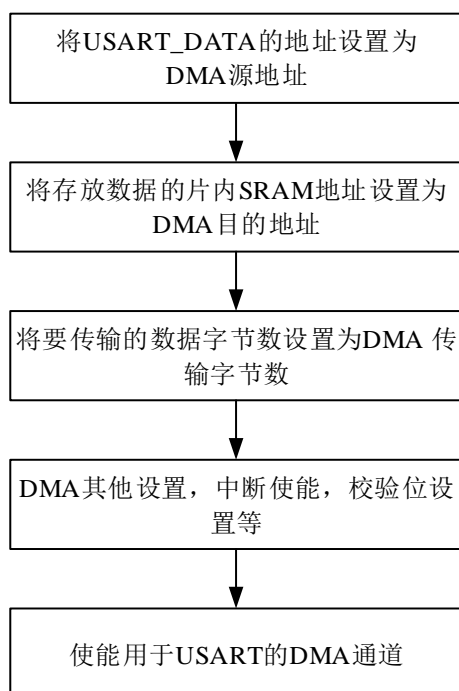 将USART_DATA的地址设置为
DMA源地址
将存放数据的片内SRAM地址设置为
DMA目的地址
将要传输的数据字节数设置为DMA 传
输字节数
DMA其他设置，中断使能，校验位设
置等
使能用于USART的DMA通道